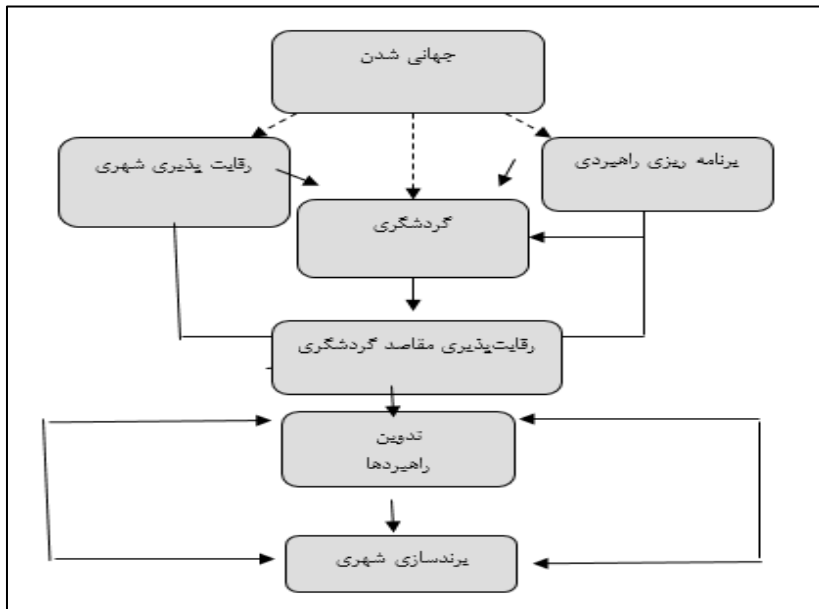 جهانی شدن
رقابت پذیری شهری
برنامه ریزی راهبردی
گردشگری
رقابت‌پذیری مقاصد گردشگری
تدوین
راهبردها
برندسازی شهری